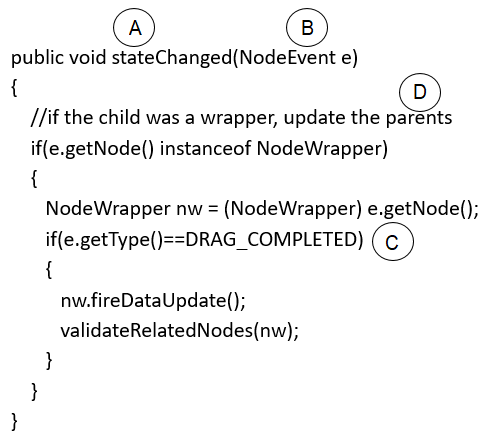 A B
public void stateChanged(NodeEvent e)
{
D
//if the child was a wrapper, update the parents
if(e.getNode() instanceof NodeWrapper)
{
NodeWrapper nw = (NodeWrapper) e.getNode();
if(e.getType()==DRAG_COMPLETED) C
{
nw.fireDataUpdate();
validateRelatedNodes(nw);
}
}
}